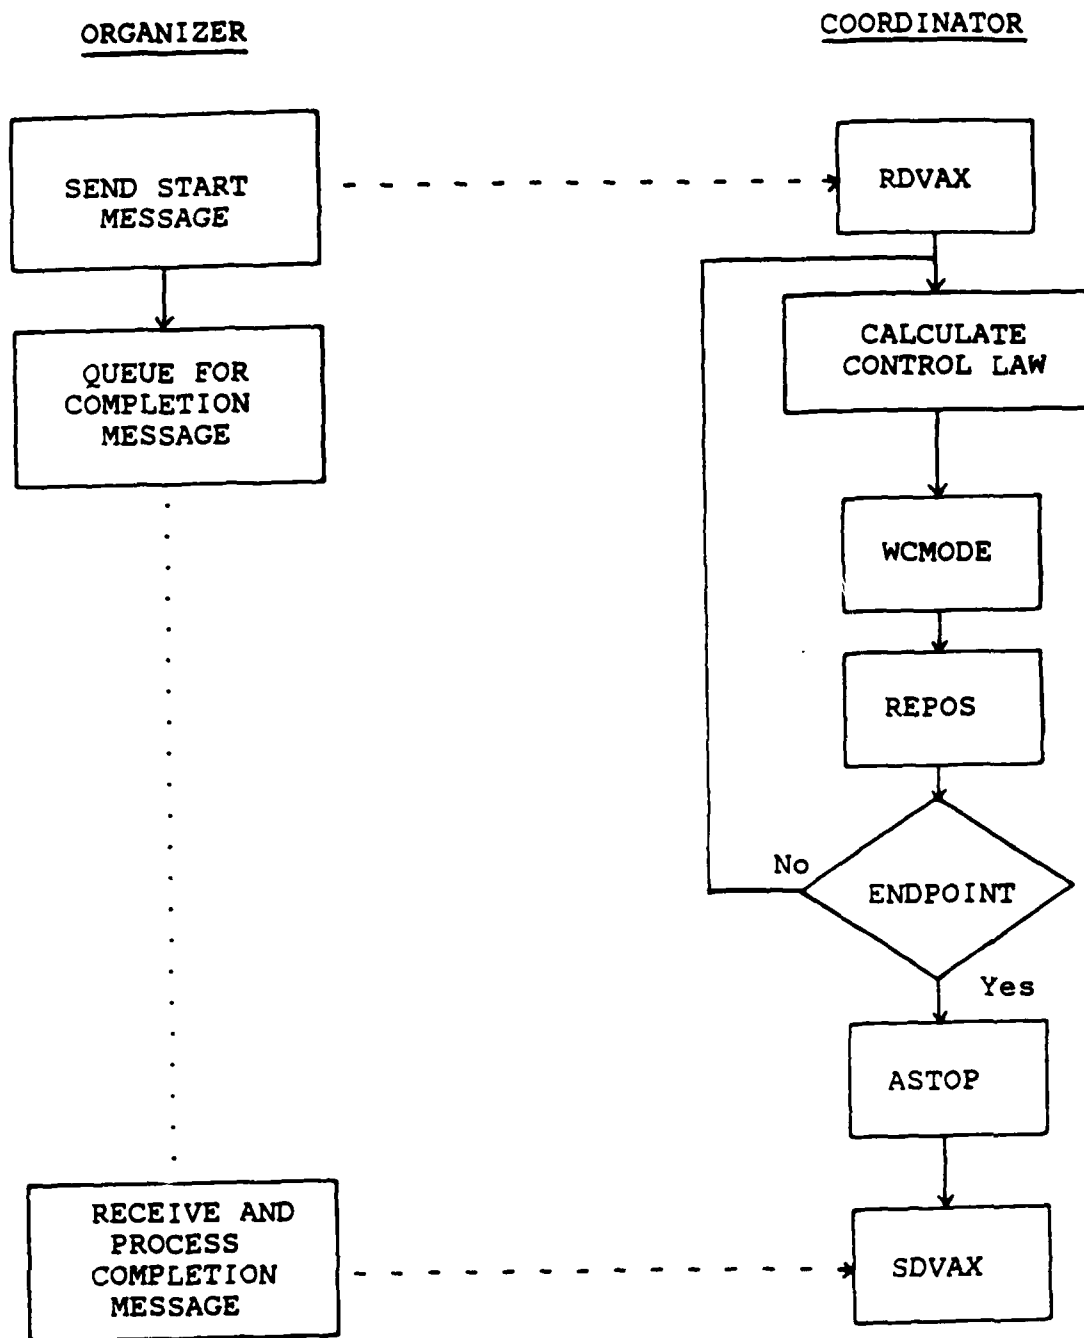 ORGANIZER
COORDINATOR
SEND START
MESSAGE
RDVAX
QUEUE FOR
COMPLETION
MESSAGE
CALCULATE
CONTROL LAW
WCMODE
REPOS
No
ENDPOINT
Yes
ASTOP
RECEIVE AND
PROCESS
COMPLETION
MESSAGE
SDVAX